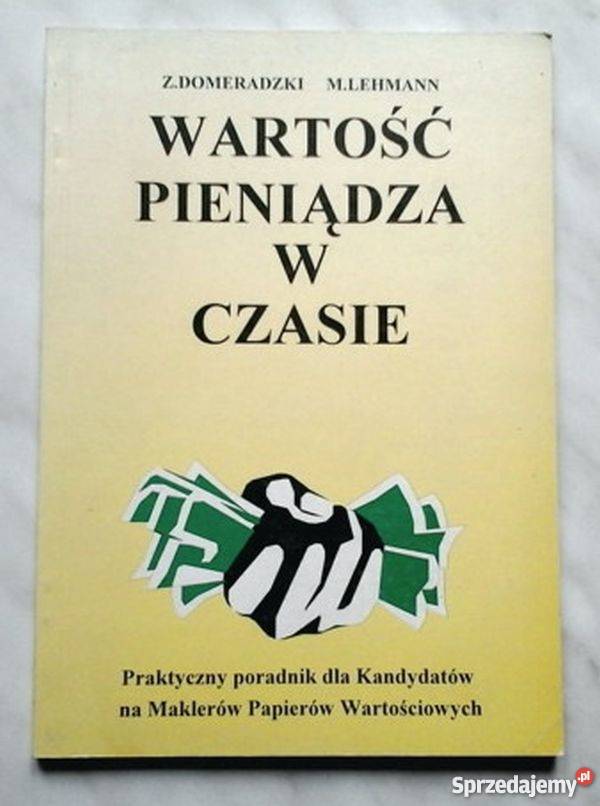 Z.DOMERADZKI M.LEHMANN
WARTOŚĆ
PIENIĄDZA
W
CZASIE
Praktyczny poradnik dla Kandydatów
na Maklerów Papierów Wartościowych
Sprzedajemy.pl